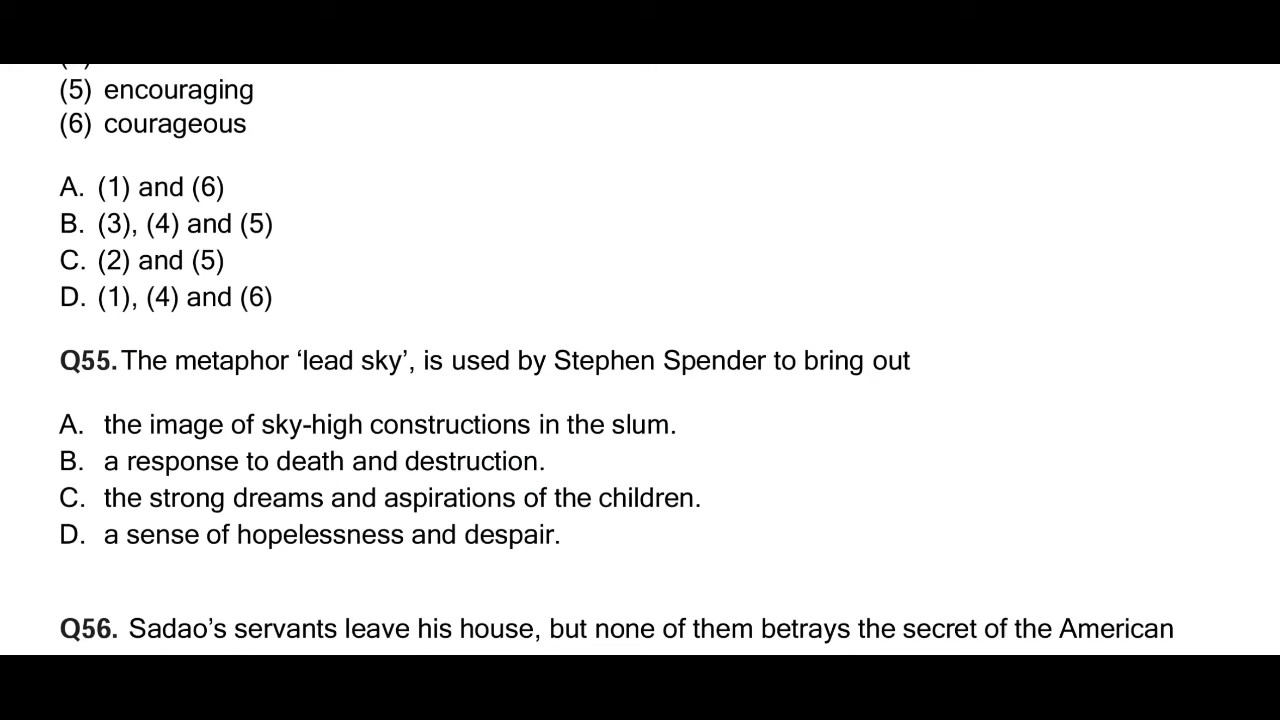 (5) encouraging
(6) courageous
A. (1) and (6)
B. (3), (4) and (5)
C. (2) and (5)
D. (1), (4) and (6)
Q55. The metaphor ‘lead sky’, is used by Stephen Spender to bring out
A. the image of sky-high constructions in the slum.
B. a response to death and destruction.
C. the strong dreams and aspirations of the children.
D. a sense of hopelessness and despair.
Q56. Sadao’s servants leave his house, but none of them betrays the secret of the American